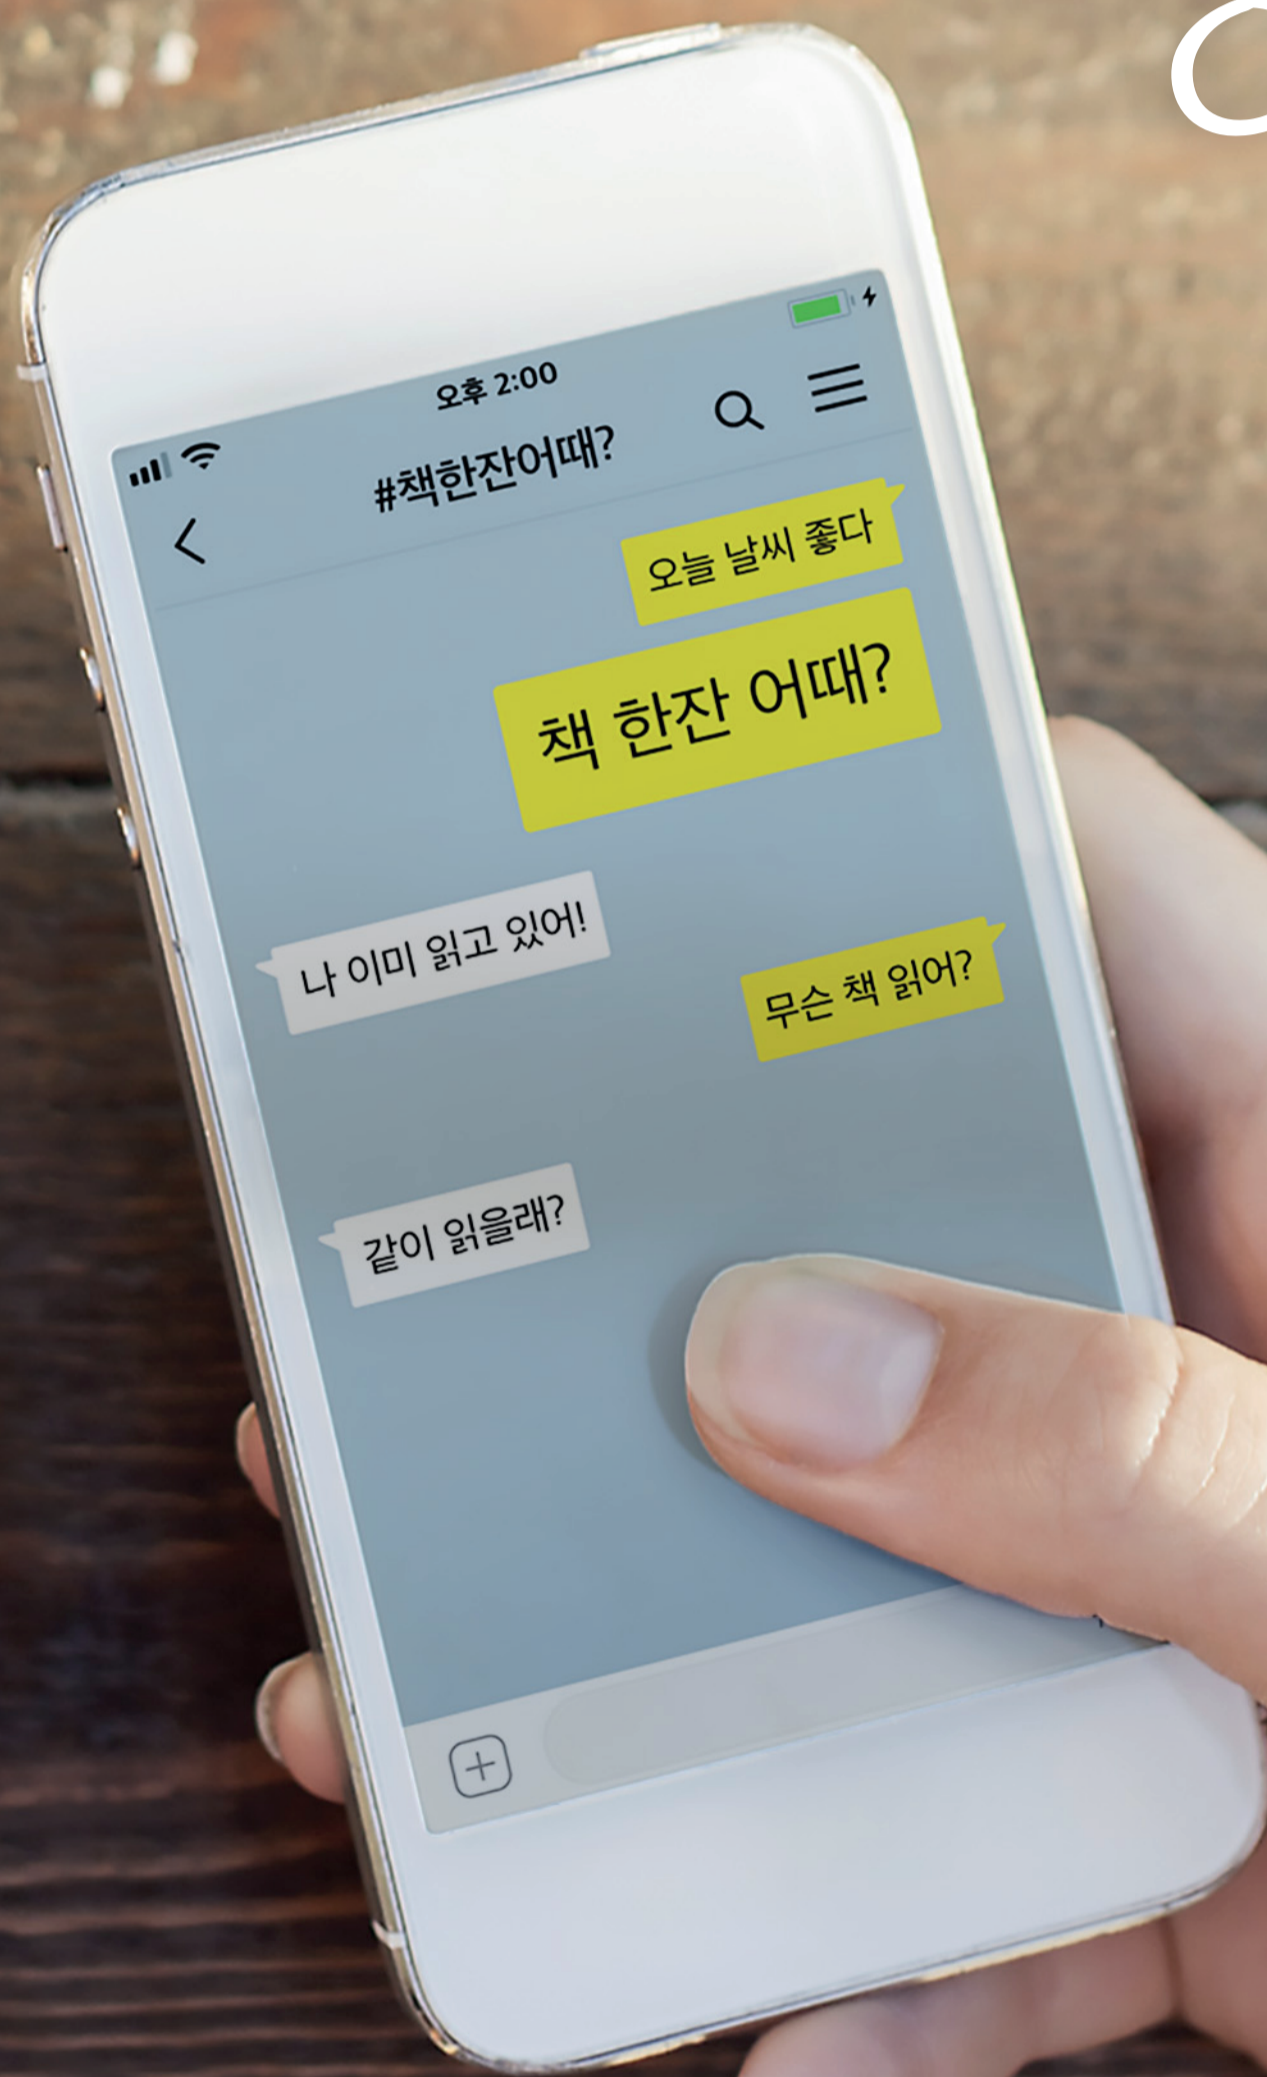 오후 2:00
#책한잔어때?
오늘 날씨 좋다
책 한잔 어때?
나 이미 읽고 있어!
무슨 책 읽어?
같이 읽을래?